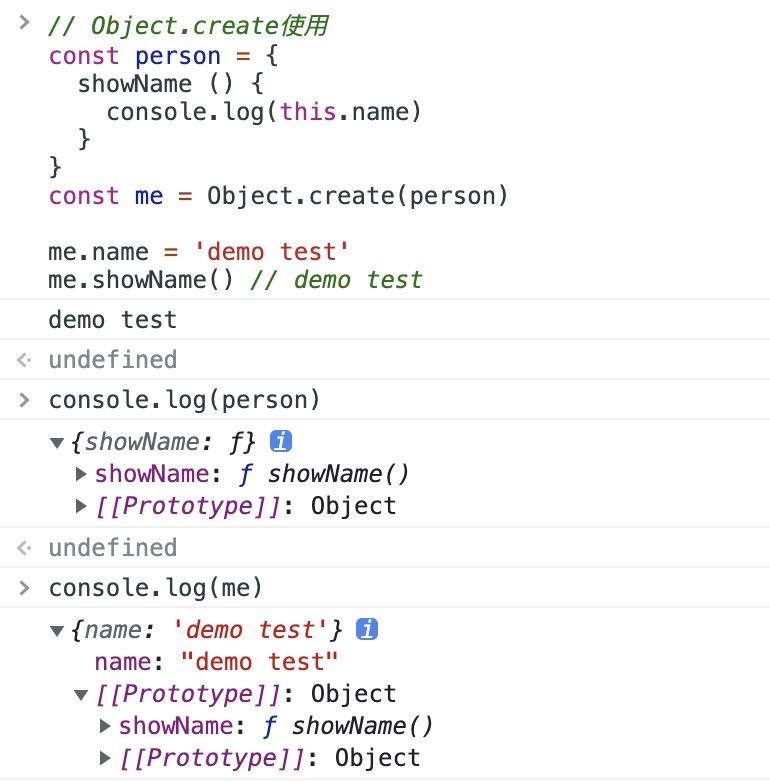 // Object.create使用
const person = {
  showName () {
    console.log(this.name)
  }
}
const me = Object.create(person)
me.name = 'demo test'
me.showName() // demo test
demo test
undefined
console.log(person)
{showName: ƒ}
showName: ƒ showName()
[[Prototype]]: Object
undefined
console.log(me)
{name: 'demo test'}
name: "demo test"
[[Prototype]]: Object
showName: ƒ showName()
[[Prototype]]: Object